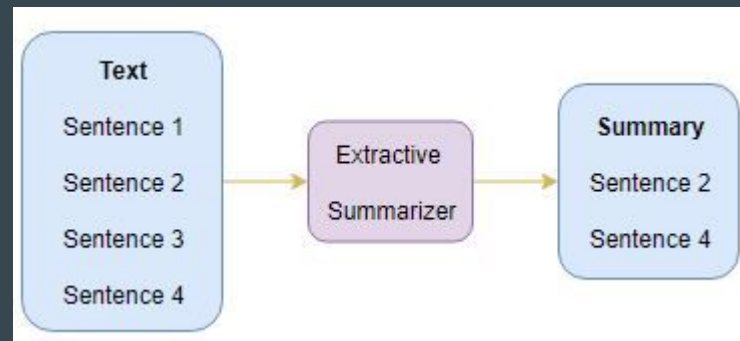 Text
Sentence 1
Sentence 2
Sentence 3
Sentence 4
Extractive
Summarizer
Summary
Sentence 2
Sentence 4